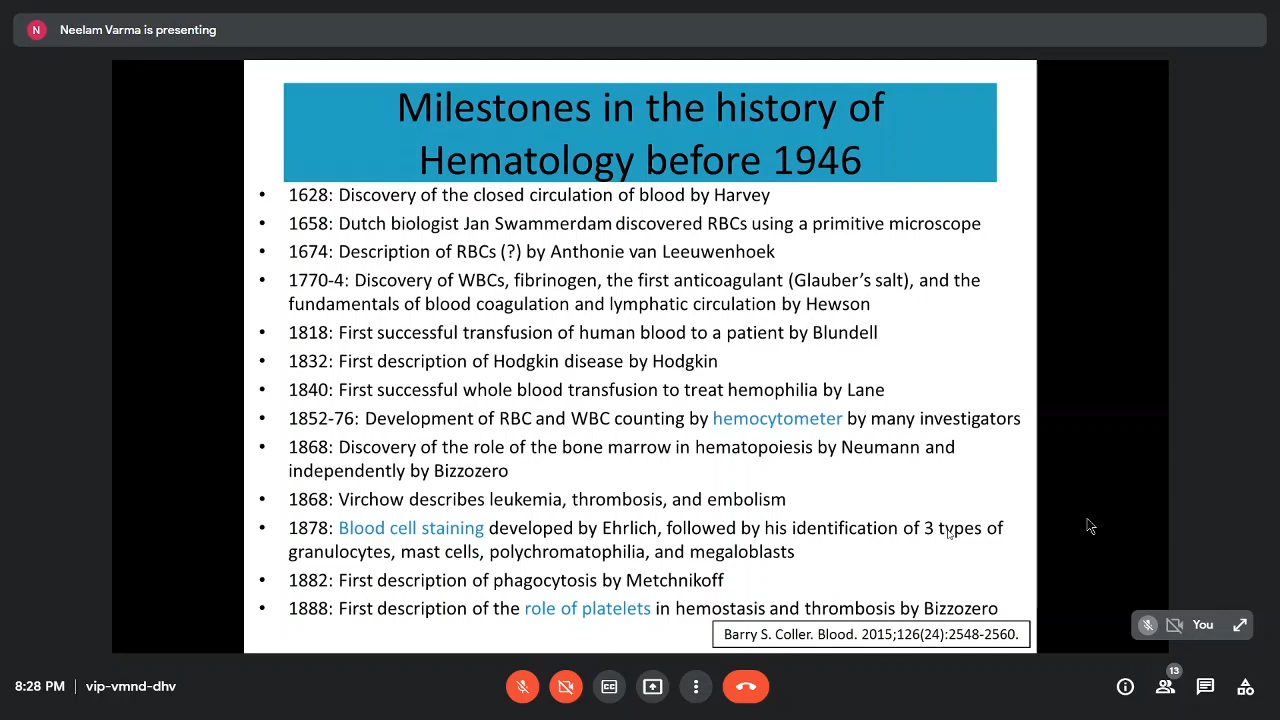 N Neelam Varma is presenting
Milestones in the history of
Hematology before 1946
• 1628: Discovery of the closed circulation of blood by Harvey
• 1658: Dutch biologist Jan Swammerdam discovered RBCs using a primitive microscope
• 1674: Description of RBCs (?) by Anthonie van Leeuwenhoek
• 1770-4: Discovery of WBCs, fibrinogen, the first anticoagulant (Glauber's salt), and the
fundamentals of blood coagulation and lymphatic circulation by Hewson
• 1818: First successful transfusion of human blood to a patient by Blundell
• 1832: First description of Hodgkin disease by Hodgkin
• 1840: First successful whole blood transfusion to treat hemophilia by Lane
• 1852-76: Development of RBC and WBC counting by hemocytometer by many investigators
• 1868: Discovery of the role of the bone marrow in hematopoiesis by Neumann and
independently by Bizzozero
• 1868: Virchow describes leukemia, thrombosis, and embolism
• 1878: Blood cell staining developed by Ehrlich, followed by his identification of 3 types of
granulocytes, mast cells, polychromatophilia, and megaloblasts
• 1882: First description of phagocytosis by Metchnikoff
• 1888: First description of the role of platelets in hemostasis and thrombosis by Bizzozero
Barry S. Coller. Blood. 2015;126(24):2548-2560.
You
8:28 PM | vip-vmnd-dhv
CC
13